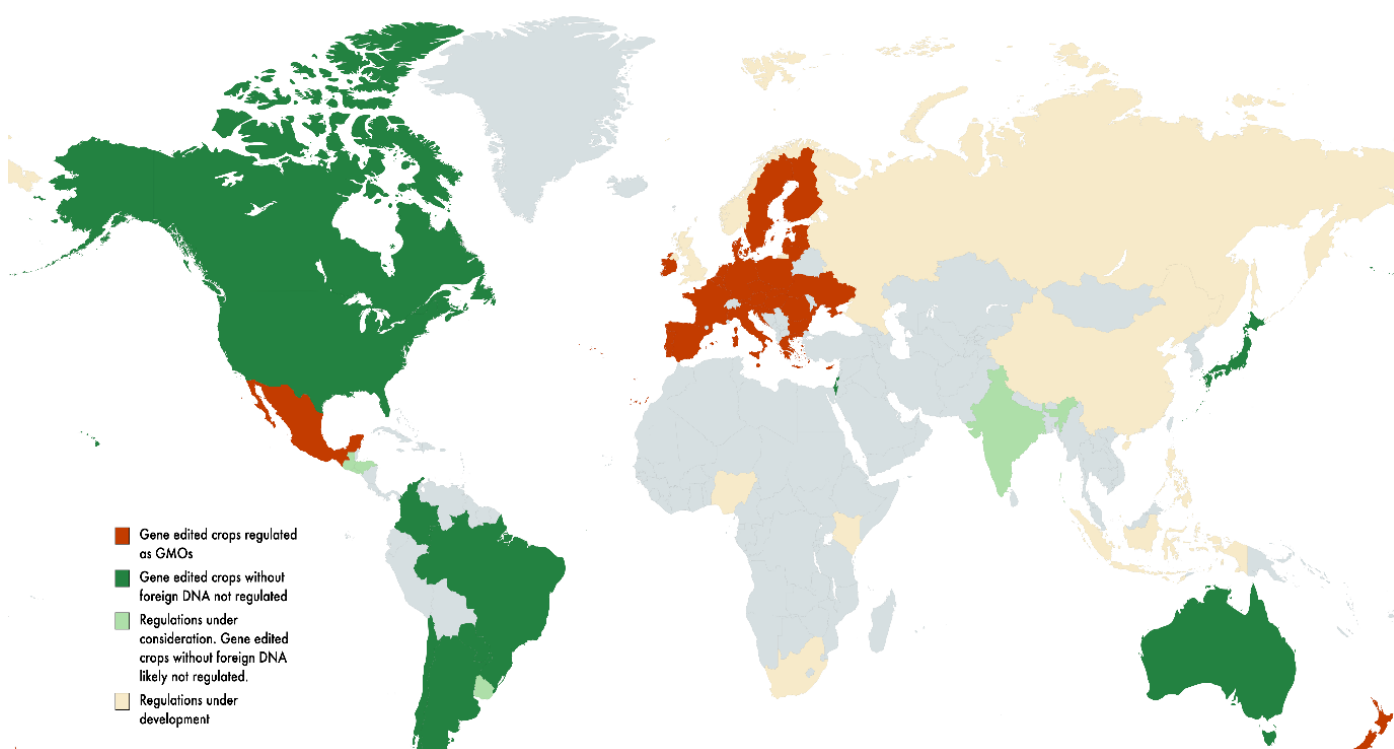 Gene edited crops regulated
as GMOs
Gene edited crops without
foreign DNA not regulated
Regulations under
consideration. Gene edited
crops without foreign DNA
likely not regulated.
Regulations under
development